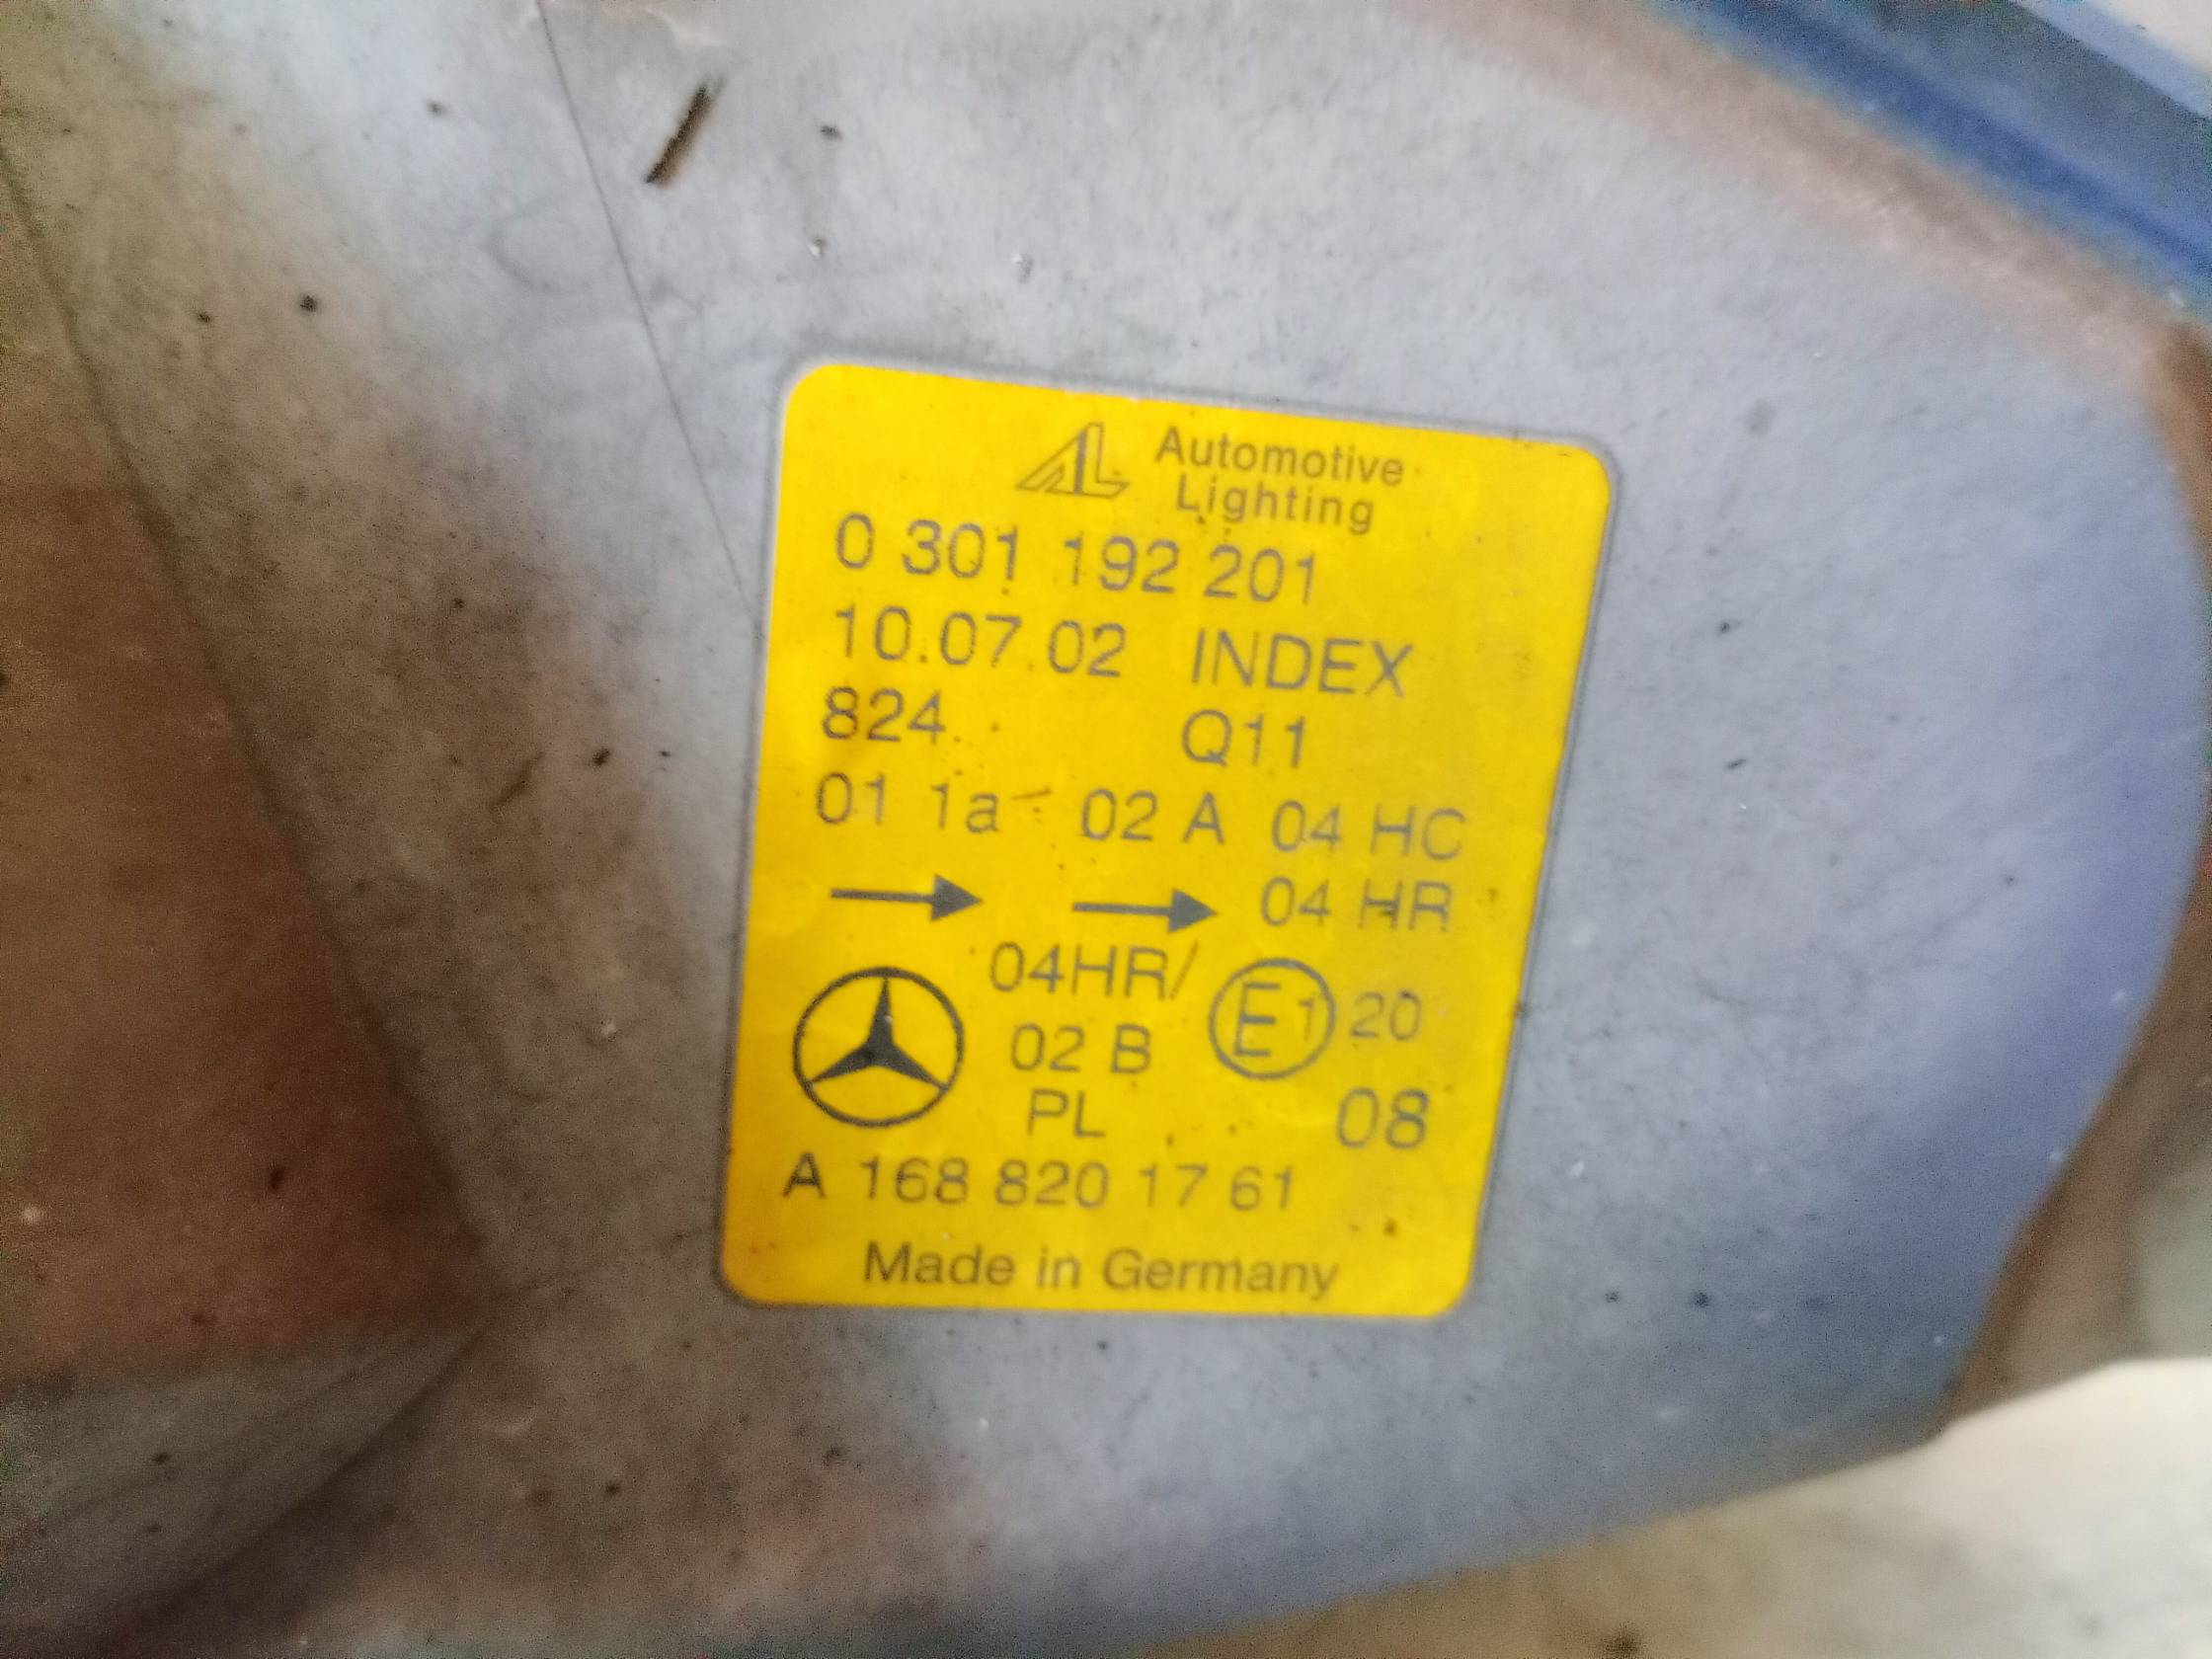 AL Automotive
Lighting
0 301 192 201
10.07.02 INDEX
824 Q11
01 1a 02 A 04 HC
→ → 04 HR
04HR/
02 B E1 20
PL 08
A 168 820 17 61
Made in Germany